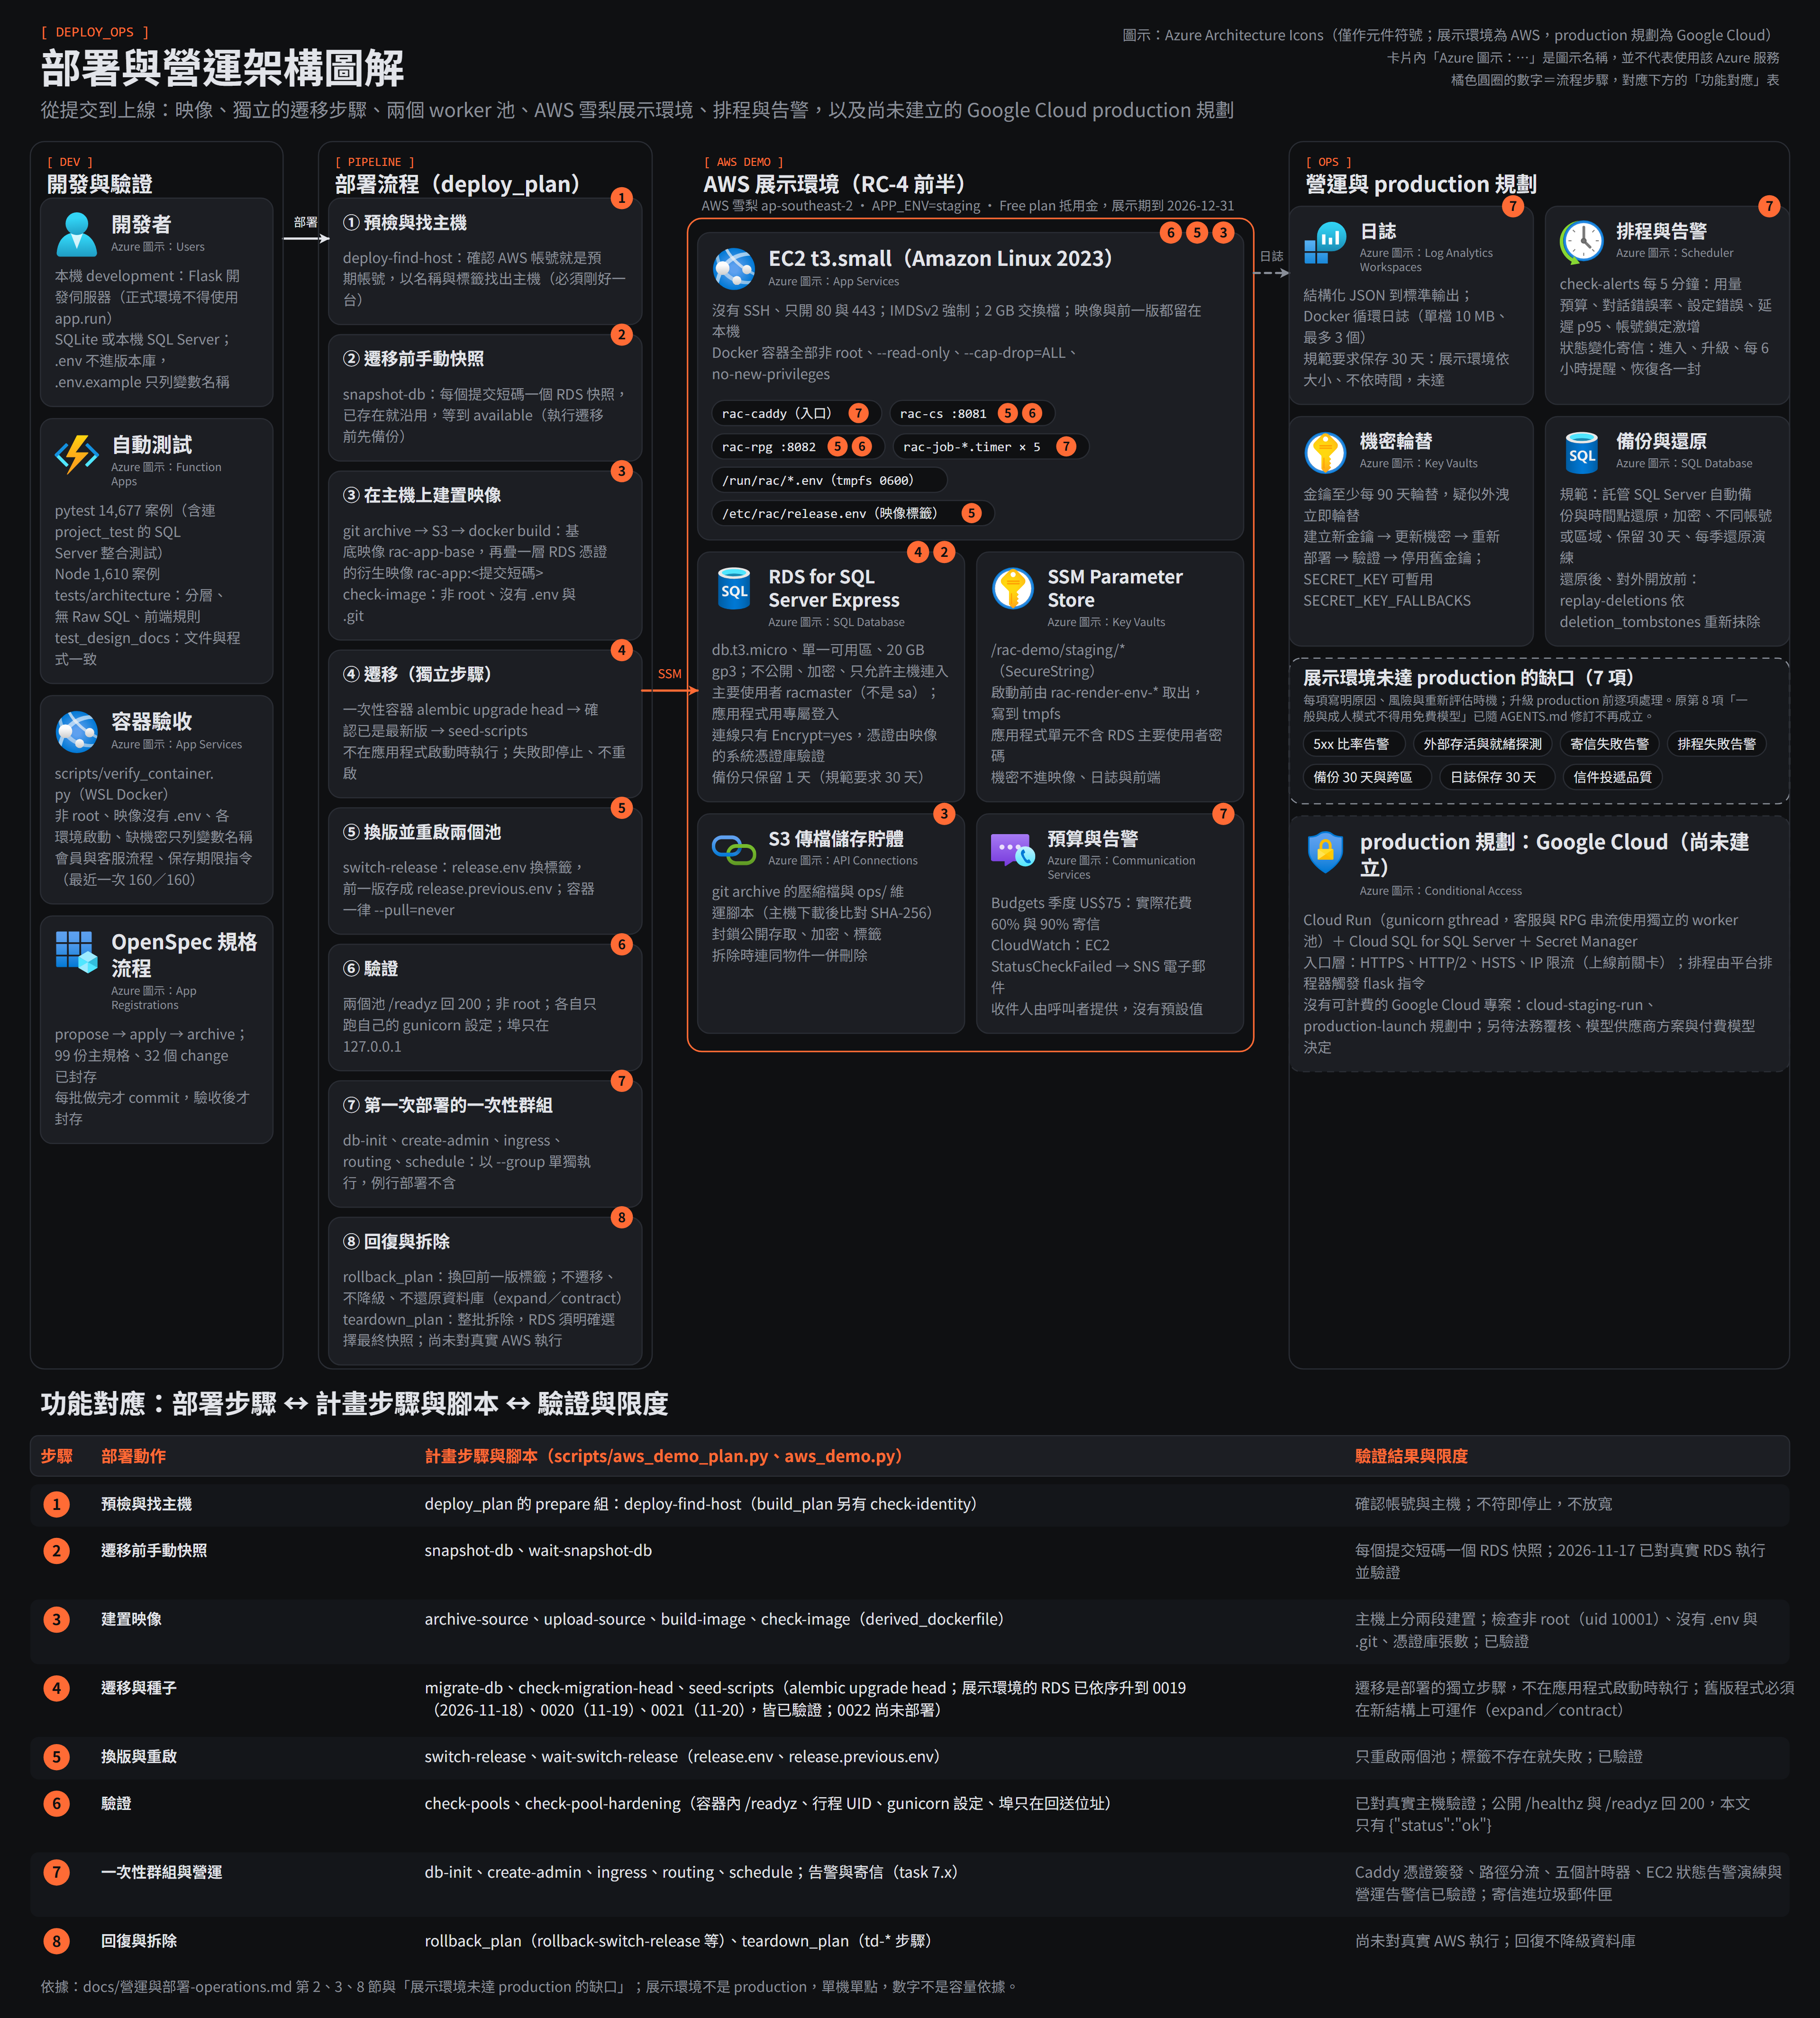 [ DEPLOY_OPS ]
部署與營運架構圖解
從提交到上線：映像、獨立的遷移步驟、兩個 worker 池、AWS 雪梨展示環境、排程與告警，以及尚未建立的 Google Cloud production 規劃
圖示：Azure Architecture Icons（僅作元件符號；展示環境為 AWS，production 規劃為 Google Cloud）
卡片內「Azure 圖示：…」是圖示名稱，並不代表使用該 Azure 服務
橘色圓圈的數字＝流程步驟，對應下方的「功能對應」表
[ DEV ]
開發與驗證
開發者
Azure 圖示：Users
本機 development：Flask 開
發伺服器（正式環境不得使用
app.run）
SQLite 或本機 SQL Server；
.env 不進版本庫，
.env.example 只列變數名稱
自動測試
Azure 圖示：Function
Apps
pytest 14,677 案例（含連
project_test 的 SQL
Server 整合測試）
Node 1,610 案例
tests/architecture：分層、
無 Raw SQL、前端規則
test_design_docs：文件與程
式一致
容器驗收
Azure 圖示：App Services
scripts/verify_container.
py（WSL Docker）
非 root、映像沒有 .env、各
環境啟動、缺機密只列變數名稱
會員與客服流程、保存期限指令
（最近一次 160／160）
OpenSpec 規格
流程
Azure 圖示：App
Registrations
propose → apply → archive；
99 份主規格、32 個 change
已封存
每批做完才 commit，驗收後才
封存
部署
[ PIPELINE ]
部署流程（deploy_plan）
1
① 預檢與找主機
deploy-find-host：確認 AWS 帳號就是預
期帳號，以名稱與標籤找出主機（必須剛好一
台）
2
② 遷移前手動快照
snapshot-db：每個提交短碼一個 RDS 快照，
已存在就沿用，等到 available（執行遷移
前先備份）
3
③ 在主機上建置映像
git archive → S3 → docker build：基
底映像 rac-app-base，再疊一層 RDS 憑證
的衍生映像 rac-app:<提交短碼>
check-image：非 root、沒有 .env 與
.git
4
④ 遷移（獨立步驟）
一次性容器 alembic upgrade head → 確
認已是最新版 → seed-scripts
不在應用程式啟動時執行；失敗即停止、不重
啟
5
⑤ 換版並重啟兩個池
switch-release：release.env 換標籤，
前一版存成 release.previous.env；容器
一律 --pull=never
6
⑥ 驗證
兩個池 /readyz 回 200；非 root；各自只
跑自己的 gunicorn 設定；埠只在
127.0.0.1
7
⑦ 第一次部署的一次性群組
db-init、create-admin、ingress、
routing、schedule：以 --group 單獨執
行，例行部署不含
8
⑧ 回復與拆除
rollback_plan：換回前一版標籤；不遷移、
不降級、不還原資料庫（expand／contract）
teardown_plan：整批拆除，RDS 須明確選
擇最終快照；尚未對真實 AWS 執行
SSM
[ AWS DEMO ]
AWS 展示環境（RC-4 前半）
AWS 雪梨 ap-southeast-2 · APP_ENV=staging · Free plan 抵用金，展示期到 2026-12-31
6 5 3
EC2 t3.small（Amazon Linux 2023）
Azure 圖示：App Services
沒有 SSH、只開 80 與 443；IMDSv2 強制；2 GB 交換檔；映像與前一版都留在
本機
Docker 容器全部非 root、--read-only、--cap-drop=ALL、
no-new-privileges
rac-caddy（入口） 7
rac-cs :8081 5 6
rac-rpg :8082 5 6
rac-job-*.timer × 5 7
/run/rac/*.env（tmpfs 0600）
/etc/rac/release.env（映像標籤） 5
4 2
RDS for SQL
Server Express
Azure 圖示：SQL Database
db.t3.micro、單一可用區、20 GB
gp3；不公開、加密、只允許主機連入
主要使用者 racmaster（不是 sa）；
應用程式用專屬登入
連線只有 Encrypt=yes，憑證由映像
的系統憑證庫驗證
備份只保留 1 天（規範要求 30 天）
SSM Parameter
Store
Azure 圖示：Key Vaults
/rac-demo/staging/*
（SecureString）
啟動前由 rac-render-env-* 取出，
寫到 tmpfs
應用程式單元不含 RDS 主要使用者密
碼
機密不進映像、日誌與前端
3
S3 傳檔儲存貯體
Azure 圖示：API Connections
git archive 的壓縮檔與 ops/ 維
運腳本（主機下載後比對 SHA-256）
封鎖公開存取、加密、標籤
拆除時連同物件一併刪除
7
預算與告警
Azure 圖示：Communication
Services
Budgets 季度 US$75：實際花費
60% 與 90% 寄信
CloudWatch：EC2
StatusCheckFailed → SNS 電子郵
件
收件人由呼叫者提供，沒有預設值
日誌
[ OPS ]
營運與 production 規劃
7
日誌
Azure 圖示：Log Analytics
Workspaces
結構化 JSON 到標準輸出；
Docker 循環日誌（單檔 10 MB、
最多 3 個）
規範要求保存 30 天：展示環境依
大小、不依時間，未達
7
排程與告警
Azure 圖示：Scheduler
check-alerts 每 5 分鐘：用量
預算、對話錯誤率、設定錯誤、延
遲 p95、帳號鎖定激增
狀態變化寄信：進入、升級、每 6
小時提醒、恢復各一封
機密輪替
Azure 圖示：Key Vaults
金鑰至少每 90 天輪替，疑似外洩
立即輪替
建立新金鑰 → 更新機密 → 重新
部署 → 驗證 → 停用舊金鑰；
SECRET_KEY 可暫用
SECRET_KEY_FALLBACKS
備份與還原
Azure 圖示：SQL Database
規範：託管 SQL Server 自動備
份與時間點還原，加密、不同帳號
或區域、保留 30 天、每季還原演
練
還原後、對外開放前：
replay-deletions 依
deletion_tombstones 重新抹除
展示環境未達 production 的缺口（7 項）
每項寫明原因、風險與重新評估時機；升級 production 前逐項處理。原第 8 項「一
般與成人模式不得用免費模型」已隨 AGENTS.md 修訂不再成立。
5xx 比率告警
外部存活與就緒探測
寄信失敗告警
排程失敗告警
備份 30 天與跨區
日誌保存 30 天
信件投遞品質
production 規劃：Google Cloud（尚未建
立）
Azure 圖示：Conditional Access
Cloud Run（gunicorn gthread，客服與 RPG 串流使用獨立的 worker
池）＋ Cloud SQL for SQL Server ＋ Secret Manager
入口層：HTTPS、HTTP/2、HSTS、IP 限流（上線前關卡）；排程由平台排
程器觸發 flask 指令
沒有可計費的 Google Cloud 專案：cloud-staging-run、
production-launch 規劃中；另待法務覆核、模型供應商方案與付費模型
決定
功能對應：部署步驟 ↔ 計畫步驟與腳本 ↔ 驗證與限度
步驟 部署動作 計畫步驟與腳本（scripts/aws_demo_plan.py、aws_demo.py） 驗證結果與限度
1 預檢與找主機 deploy_plan 的 prepare 組：deploy-find-host（build_plan 另有 check-identity） 確認帳號與主機；不符即停止，不放寬
2 遷移前手動快照 snapshot-db、wait-snapshot-db 每個提交短碼一個 RDS 快照；2026-11-17 已對真實 RDS 執行
並驗證
3 建置映像 archive-source、upload-source、build-image、check-image（derived_dockerfile） 主機上分兩段建置；檢查非 root（uid 10001）、沒有 .env 與
.git、憑證庫張數；已驗證
4 遷移與種子 migrate-db、check-migration-head、seed-scripts（alembic upgrade head；展示環境的 RDS 已依序升到 0019 遷移是部署的獨立步驟，不在應用程式啟動時執行；舊版程式必須
（2026-11-18）、0020（11-19）、0021（11-20），皆已驗證；0022 尚未部署） 在新結構上可運作（expand／contract）
5 換版與重啟 switch-release、wait-switch-release（release.env、release.previous.env） 只重啟兩個池；標籤不存在就失敗；已驗證
6 驗證 check-pools、check-pool-hardening（容器內 /readyz、行程 UID、gunicorn 設定、埠只在回送位址） 已對真實主機驗證；公開 /healthz 與 /readyz 回 200，本文
只有 {"status":"ok"}
7 一次性群組與營運 db-init、create-admin、ingress、routing、schedule；告警與寄信（task 7.x） Caddy 憑證簽發、路徑分流、五個計時器、EC2 狀態告警演練與
營運告警信已驗證；寄信進垃圾郵件匣
8 回復與拆除 rollback_plan（rollback-switch-release 等）、teardown_plan（td-* 步驟） 尚未對真實 AWS 執行；回復不降級資料庫
依據：docs/營運與部署-operations.md 第 2、3、8 節與「展示環境未達 production 的缺口」；展示環境不是 production，單機單點，數字不是容量依據。